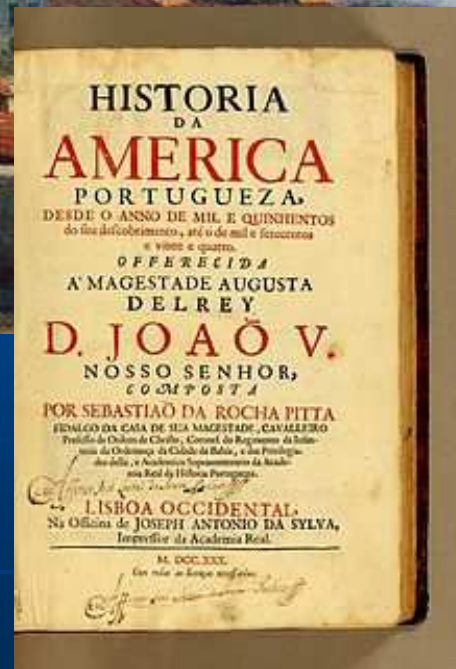 HISTORIA
DA
AMERICA
PORTUGUEZA,
DESDE O ANNO DE MIL E QUINHENTOS
do seu descobrimento, até o de mil e setecentos
e vinte e quatro.
OFFERECIDA
A' MAGESTADE AUGUSTA
DELREY
D. JOAÕ V.
NOSSO SENHOR,
COMPOSTA
POR SEBASTIAÕ DA ROCHA PITTA
FIDALGO DA CASA DE SUA MAGESTADE, CAVALLEIRO
Professo da Ordem de Christo, Coronel do Regimento da Infan-
teria da Ordenança da Cidade da Bahia, e dos Privilegia-
dos della, e Academico Supranumerario da Acade-
mia Real da Historia Portugueza.
LISBOA OCCIDENTAL,
Na Officina de JOSEPH ANTONIO DA SYLVA,
Impressor da Academia Real.
M. DCC. XXX.
Com todas as licenças necessarias.